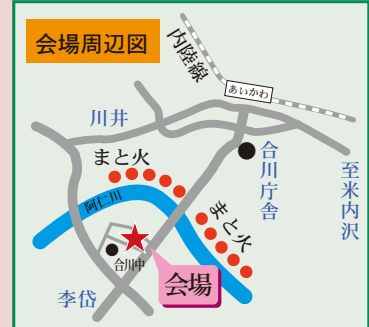 会場周辺図
内陸線
あいかわ
川井
まと火
合川庁舎
至米内沢
阿仁川
まと火
合川中
会場
李岱